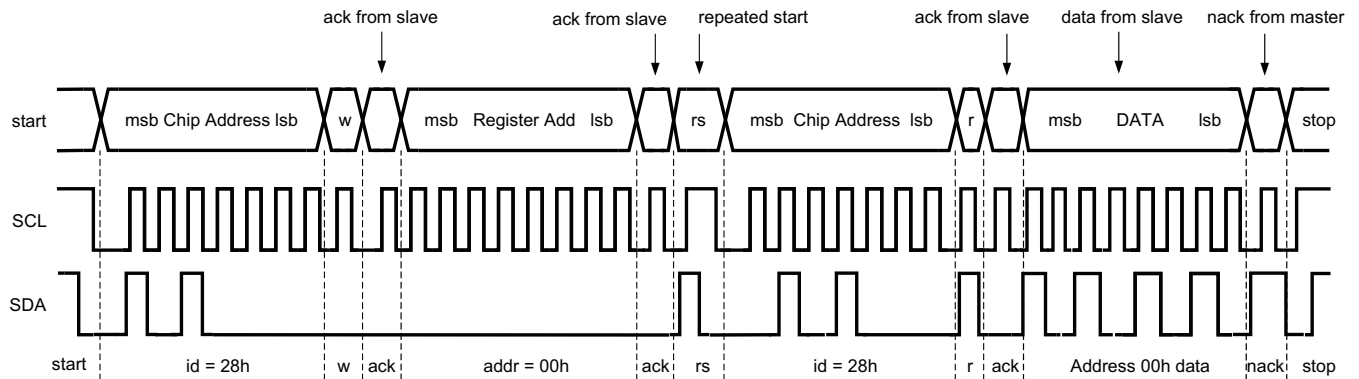 ack from slave ack from slave repeated start ack from slave data from slave nack from master
start msb Chip Address lsb w msb Register Add lsb rs msb Chip Address lsb r msb DATA lsb stop
SCL
SDA
start id = 28h w ack addr = 00h ack rs id = 28h r ack Address 00h data nack stop